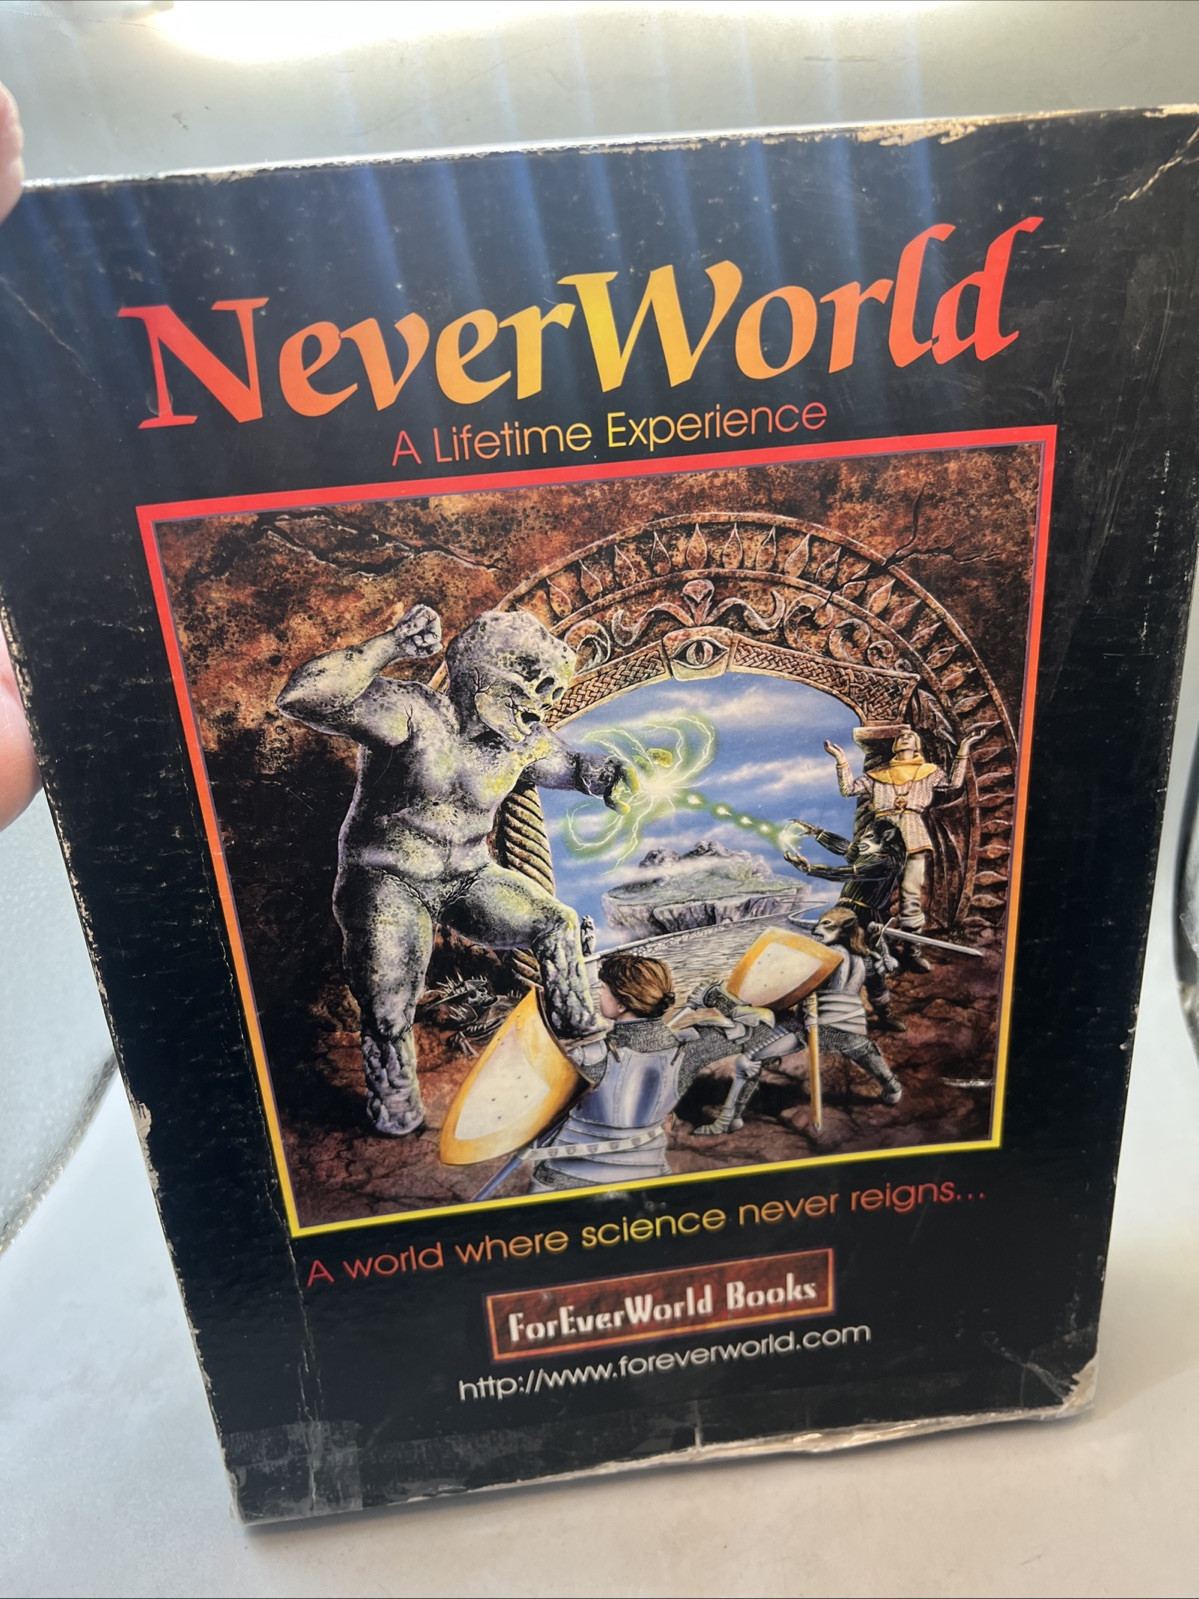 NeverWorld
A Lifetime Experience
A world where science never reigns...
ForEverWorld Books
http://www.foreverworld.com